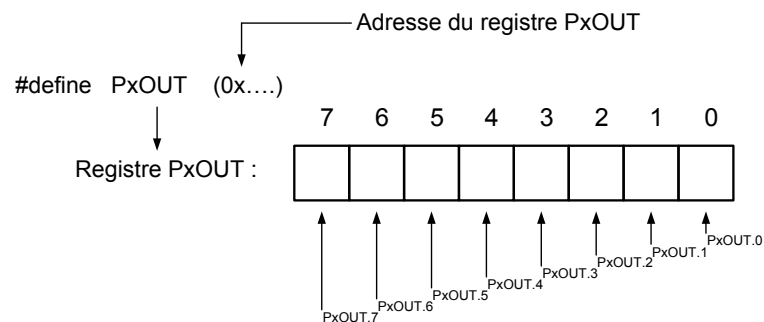 Adresse du registre PxOUT
#define PxOUT (0x....)
7 6 5 4 3 2 1 0
Registre PxOUT :
PxOUT.0
PxOUT.1
PxOUT.2
PxOUT.3
PxOUT.4
PxOUT.5
PxOUT.6
PxOUT.7